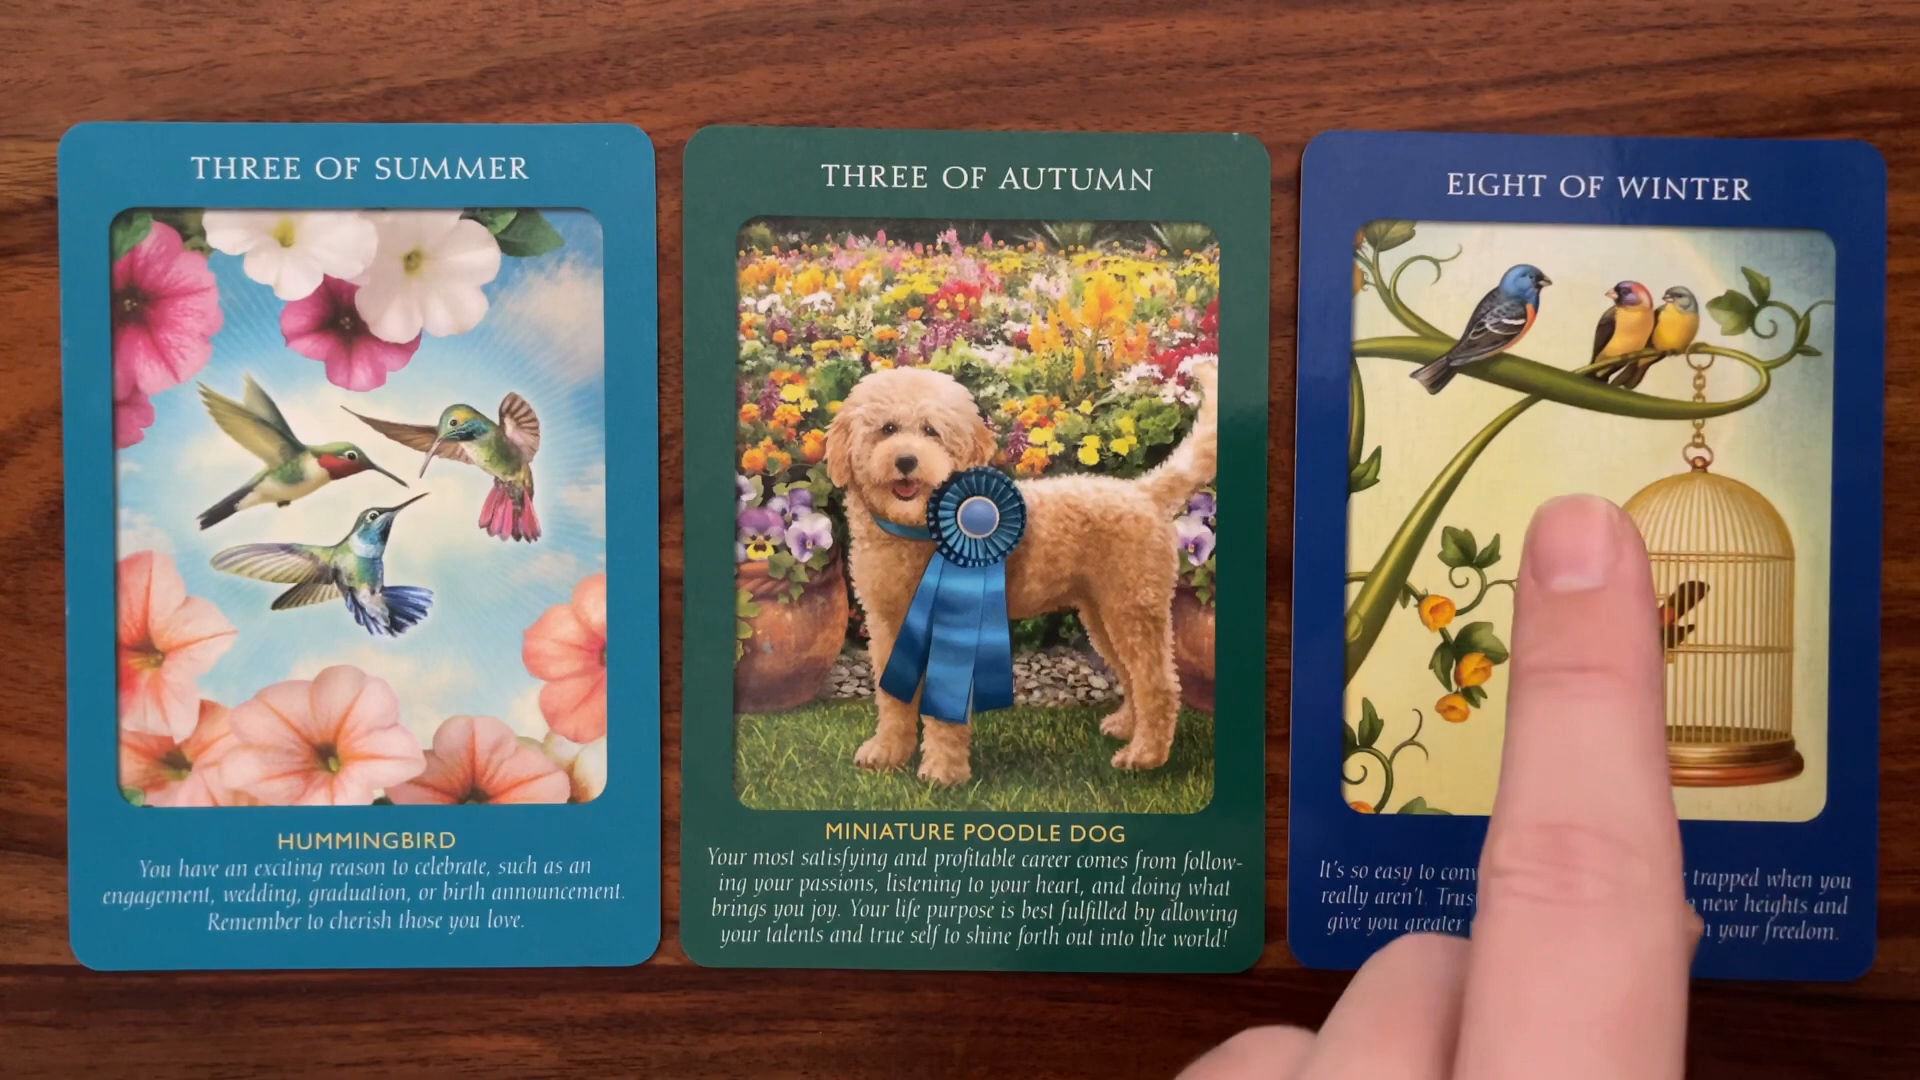 THREE OF SUMMER
HUMMINGBIRD
You have an exciting reason to celebrate, such as an
engagement, wedding, graduation, or birth announcement.
Remember to cherish those you love.
THREE OF AUTUMN
MINIATURE POODLE DOG
Your most satisfying and profitable career comes from follow-
ing your passions, listening to your heart, and doing what
brings you joy. Your life purpose is best fulfilled by allowing
your talents and true self to shine forth out into the world!
EIGHT OF WINTER
It's so easy to trapped when you
really aren't. new heights and
give you greater your freedom.